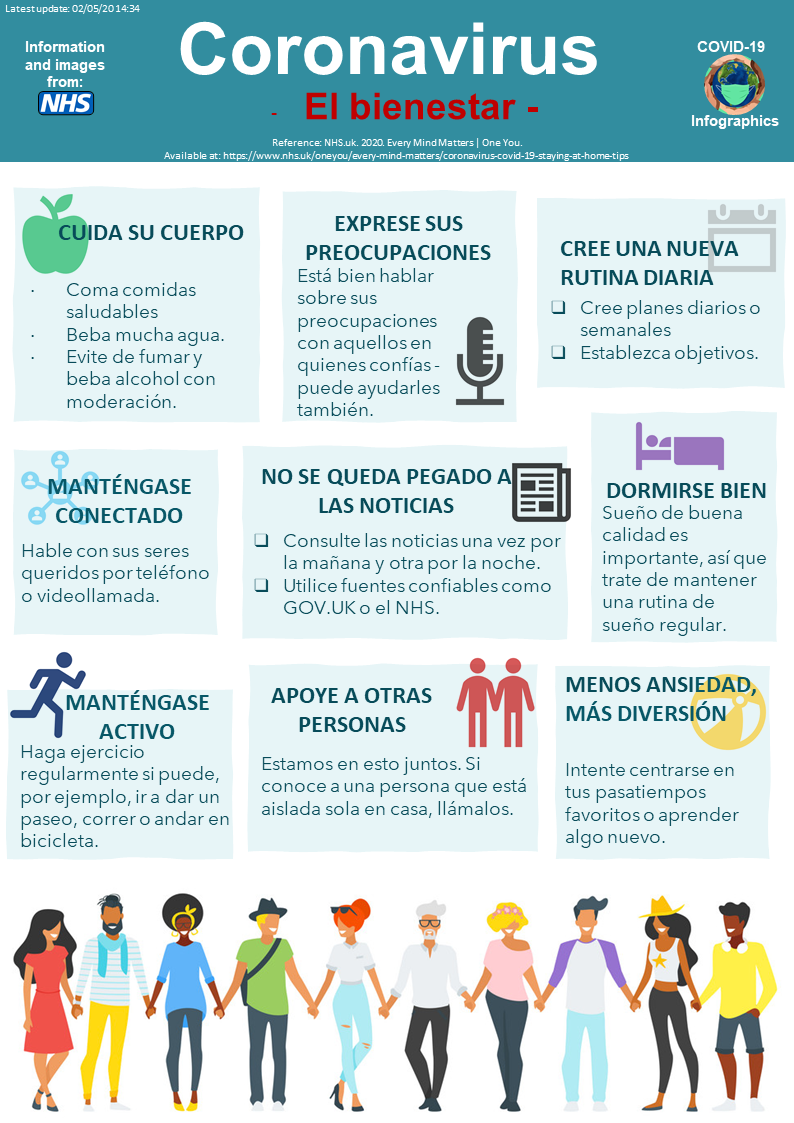 Latest update: 02/05/20 14:34
Information
and images
from:
NHS
Coronavirus
- El bienestar -
COVID-19
Infographics
Reference: NHS.uk. 2020. Every Mind Matters | One You.
Available at: https://www.nhs.uk/oneyou/every-mind-matters/coronavirus-covid-19-staying-at-home-tips
CUIDA SU CUERPO
· Coma comidas
saludables
· Beba mucha agua.
· Evite de fumar y
beba alcohol con
moderación.
EXPRESE SUS
PREOCUPACIONES
Está bien hablar
sobre sus
preocupaciones
con aquellos en
quienes confías -
puede ayudarles
también.
CREE UNA NUEVA
RUTINA DIARIA
❑ Cree planes diarios o
semanales
❑ Establezca objetivos.
MANTÉNGASE
CONECTADO
Hable con sus seres
queridos por teléfono
o videollamada.
NO SE QUEDA PEGADO A
LAS NOTICIAS
❑ Consulte las noticias una vez por
la mañana y otra por la noche.
❑ Utilice fuentes confiables como
GOV.UK o el NHS.
DORMIRSE BIEN
Sueño de buena
calidad es
importante, así que
trate de mantener
una rutina de
sueño regular.
MANTÉNGASE
ACTIVO
Haga ejercicio
regularmente si puede,
por ejemplo, ir a dar un
paseo, correr o andar en
bicicleta.
APOYE A OTRAS
PERSONAS
Estamos en esto juntos. Si
conoce a una persona que está
aislada sola en casa, llámalos.
MENOS ANSIEDAD,
MÁS DIVERSIÓN
Intente centrarse en
tus pasatiempos
favoritos o aprender
algo nuevo.